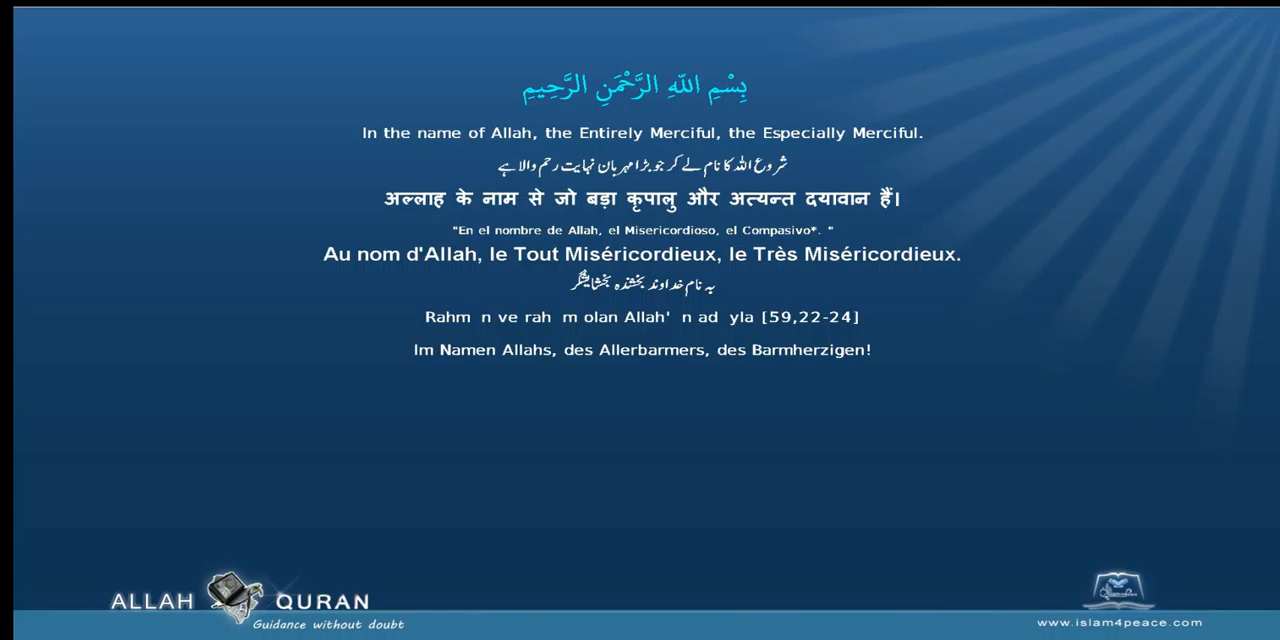 بِسْمِ اللّهِ الرَّحْمَنِ الرَّحِيمِ
In the name of Allah, the Entirely Merciful, the Especially Merciful.
شروع الله کا نام لے کر جو بڑا مہربان نہایت رحم والا ہے
अल्लाह के नाम से जो बड़ा कृपालु और अत्यन्त दयावान हैं।
"En el nombre de Allah, el Misericordioso, el Compasivo*. "
Au nom d'Allah, le Tout Miséricordieux, le Très Miséricordieux.
به نام خداوند بخشنده بخشایشگر
Rahm n ve rah m olan Allah' n ad yla [59,22-24]
Im Namen Allahs, des Allerbarmers, des Barmherzigen!
ALLAH QURAN
Guidance without doubt
www.islam4peace.com